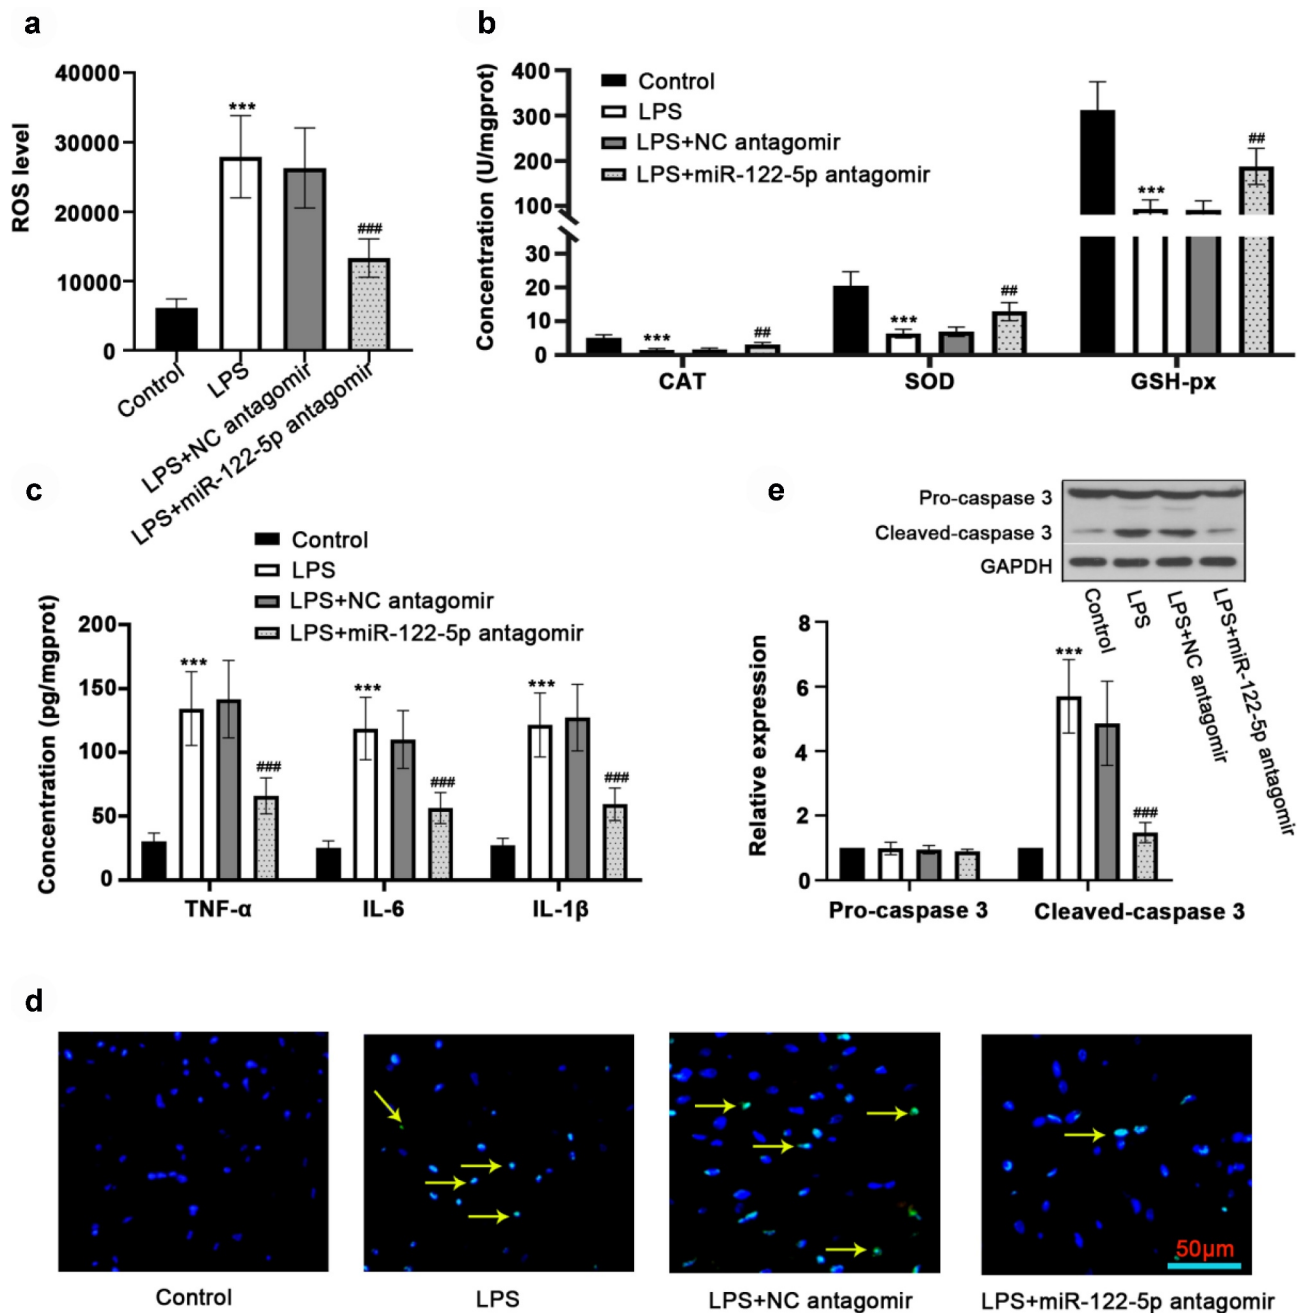 a
ROS level
40000
30000
20000
10000
0
***
###
Control
LPS
LPS+NC antagomir
LPS+miR-122-5p antagomir
b
Concentration (U/mgprot)
400
300
200
100
30
20
10
0
Control
LPS
LPS+NC antagomir
LPS+miR-122-5p antagomir
***
##
***
##
***
##
CAT
SOD
GSH-px
c
Concentration (pg/mgprot)
200
150
100
50
0
Control
LPS
LPS+NC antagomir
LPS+miR-122-5p antagomir
***
###
***
###
***
###
TNF-α
IL-6
IL-1β
e
Pro-caspase 3
Cleaved-caspase 3
GAPDH
Control
LPS
LPS+NC antagomir
LPS+miR-122-5p antagomir
Relative expression
8
6
4
2
0
***
###
Pro-caspase 3
Cleaved-caspase 3
d
50μm
Control
LPS
LPS+NC antagomir
LPS+miR-122-5p antagomir